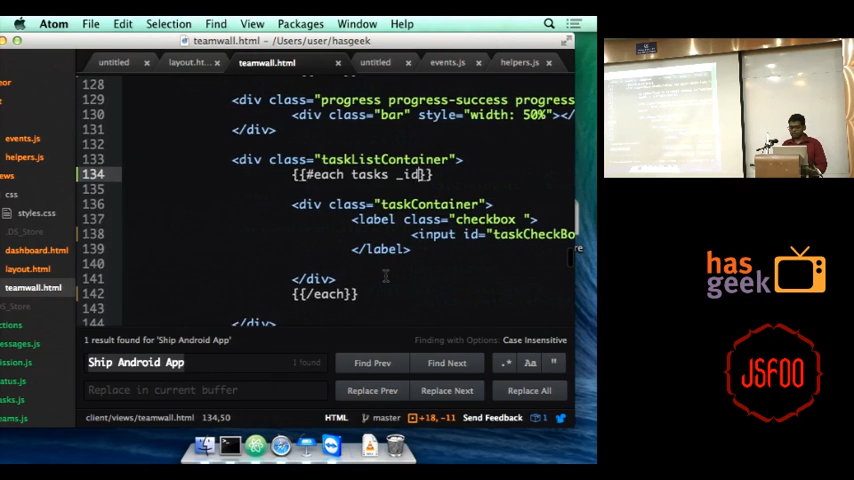 Atom File Edit Selection Find View Packages Window Help
teamwall.html - /Users/user/hasgeek
untitled × layout.ht... × teamwall.html × untitled × events.js × helpers.js ×
events.js
helpers.js
css
styles.css
.DS_Store
dashboard.html
layout.html
teamwall.html
DS_Store
128
129 <div class="progress progress-success progress
130 <div class="bar" style="width: 50%"></
131 </div>
132
133 <div class="taskListContainer">
134 {{#each tasks _id}}
135
136 <div class="taskContainer">
137 <label class="checkbox ">
138 <input id="taskCheckBo
139 </label>
140
141 </div>
142 {{/each}}
143
144 </div>
1 result found for 'Ship Android App' Finding with Options: Case Insensitive
Ship Android App 1 found Find Prev Find Next .* Aa "
Replace in current buffer Replace Prev Replace Next Replace All
client/views/teamwall.html 134,50 HTML master +18, -11 Send Feedback 1
has
geek
JSFOO